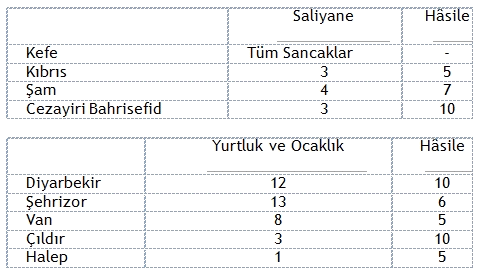 Saliyane Hâsile
Kefe Tüm Sancaklar -
Kıbrıs 3 5
Şam 4 7
Cezayiri Bahrisefid 3 10
Yurtluk ve Ocaklık Hâsile
Diyarbekir 12 10
Şehrizor 13 6
Van 8 5
Çıldır 3 10
Halep 1 5